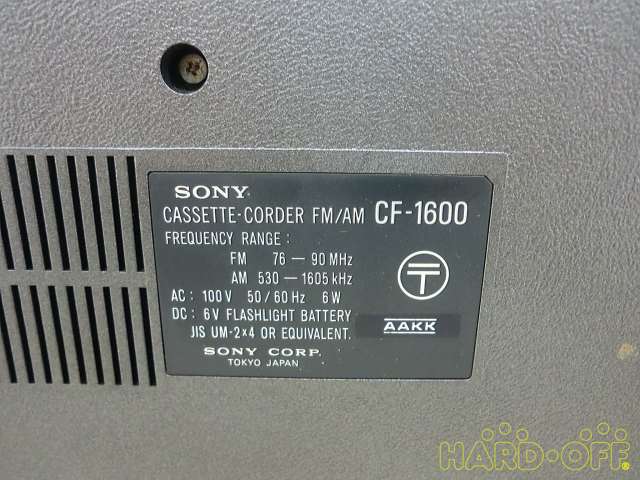 SONY
CASSETTE-CORDER FM/AM CF-1600
FREQUENCY RANGE:
FM 76 — 90 MHz
AM 530 — 1605 kHz
AC: 100V 50/60 Hz 6W
DC: 6V FLASHLIGHT BATTERY
JIS UM-2×4 OR EQUIVALENT.
AAKK
SONY CORP.
TOKYO JAPAN
HARD-OFF